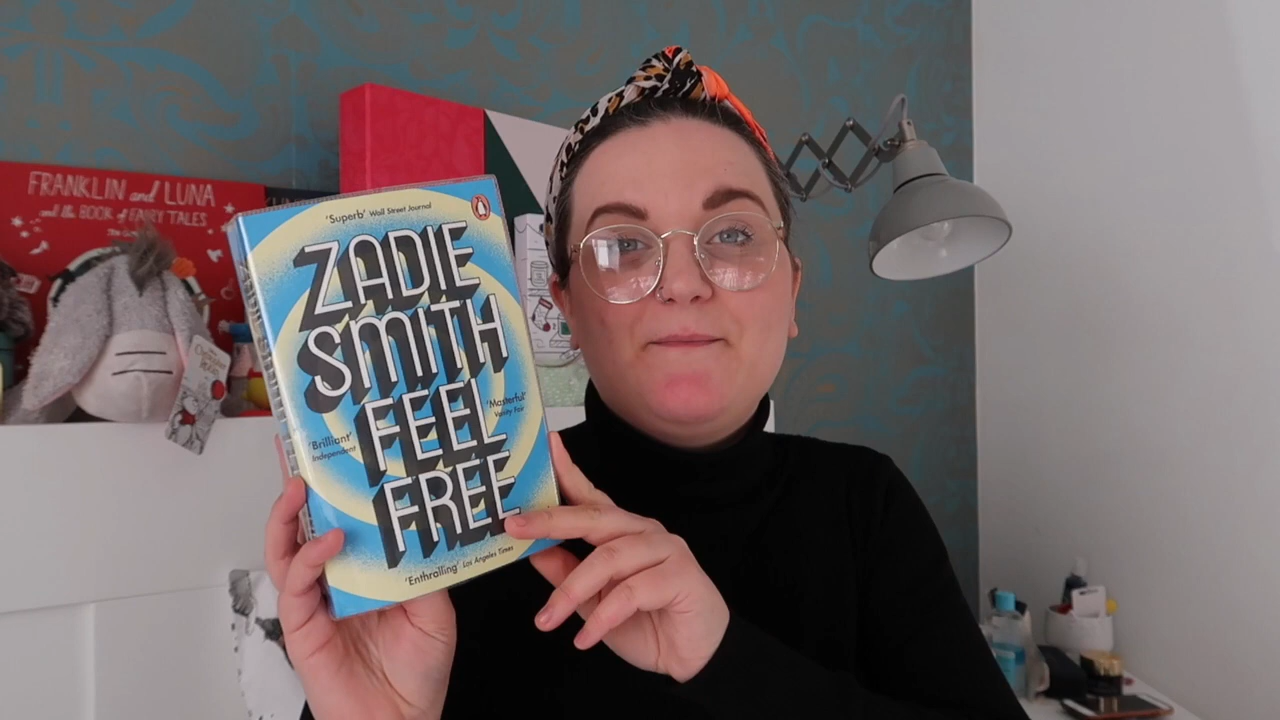 FRANKLIN and LUNA
and the BOOK of FAIRY TALES
'Superb' Wall Street Journal
ZADIE
SMITH
FEEL
FREE
'Masterful'
Vanity Fair
'Brilliant'
Independent
'Enthralling' Los Angeles Times